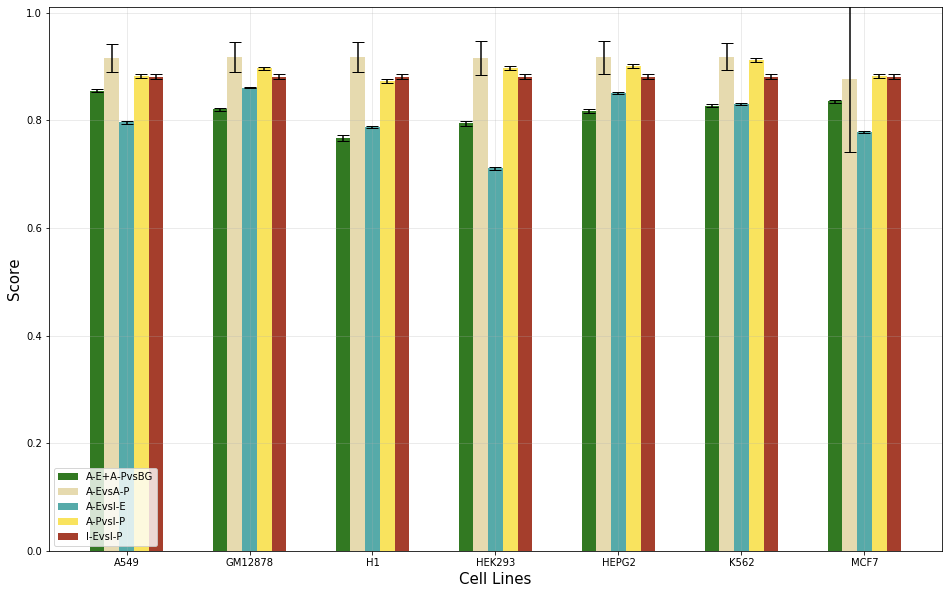 1.0
0.8
0.6
0.4
0.2
0.0
Score
A-E+A-PvsBG
A-EvsA-P
A-EvsI-E
A-PvsI-P
I-EvsI-P
A549 GM12878 H1 HEK293 HEPG2 K562 MCF7
Cell Lines